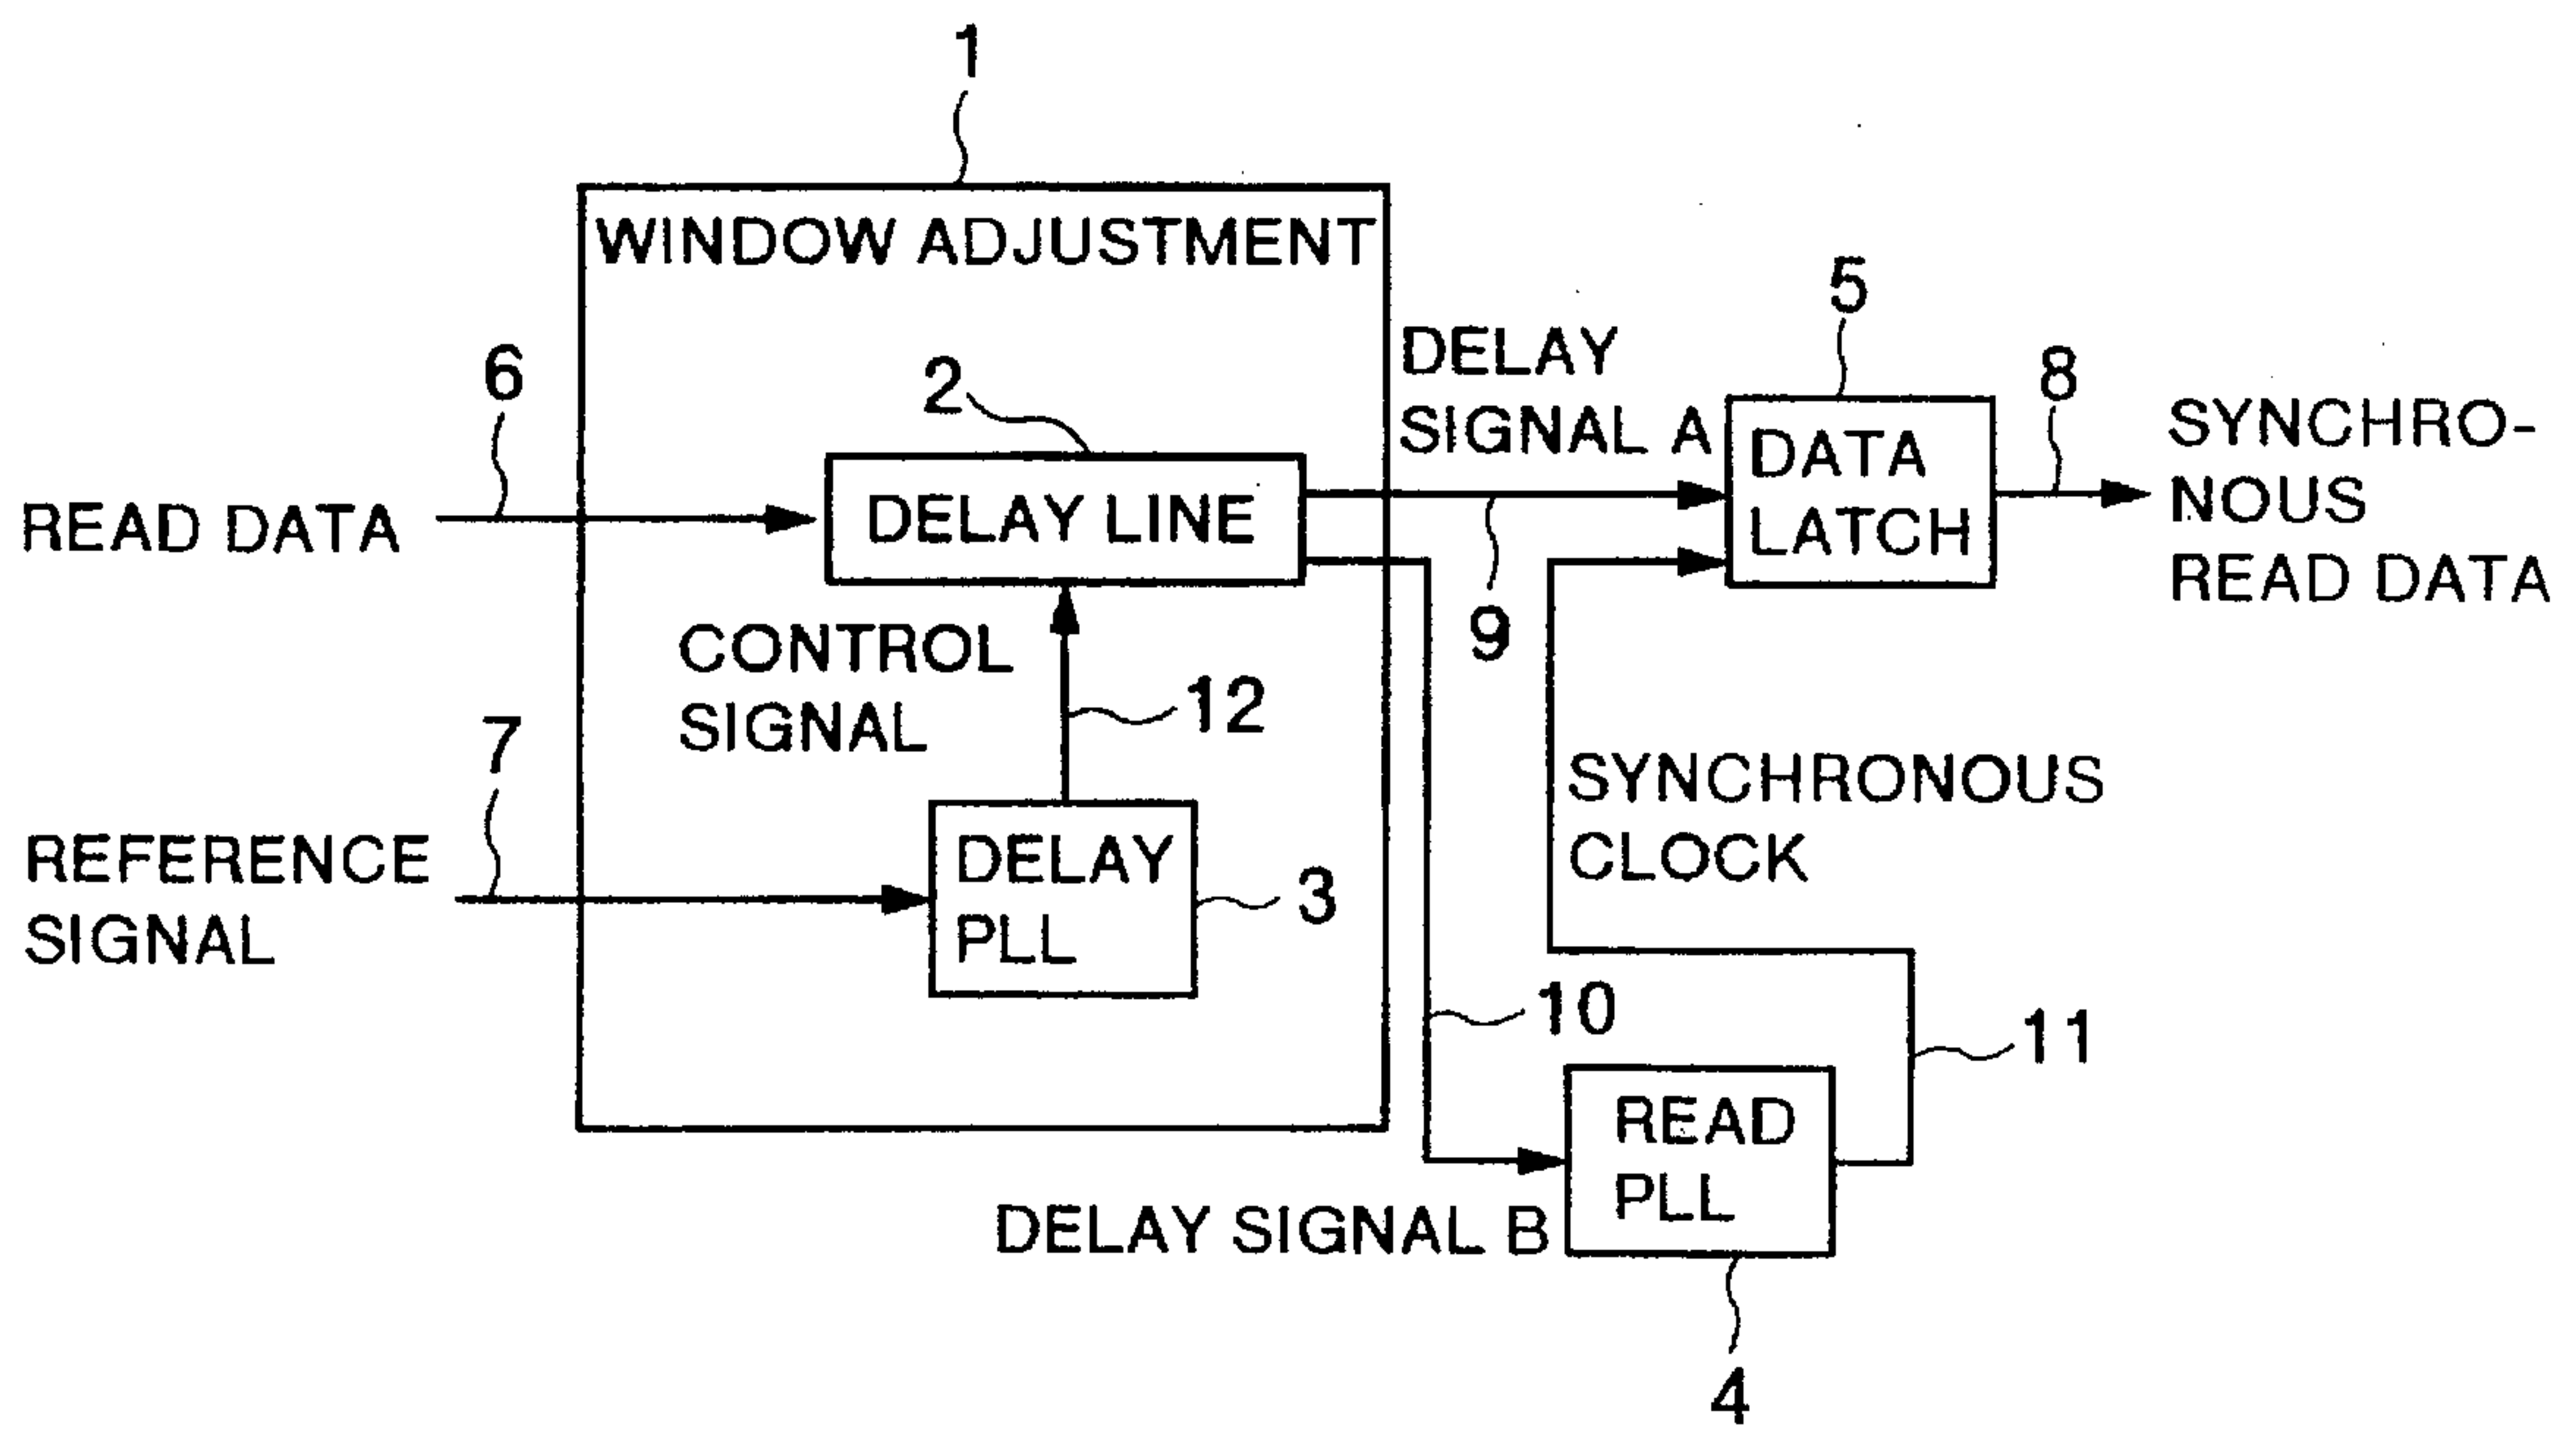 1
WINDOW ADJUSTMENT
6
READ DATA
2
DELAY LINE
CONTROL
SIGNAL
12
7
REFERENCE
SIGNAL
DELAY
PLL
3
DELAY
SIGNAL A
9
5
DATA
LATCH
8
SYNCHRO-
NOUS
READ DATA
SYNCHRONOUS
CLOCK
10
11
DELAY SIGNAL B
READ
PLL
4